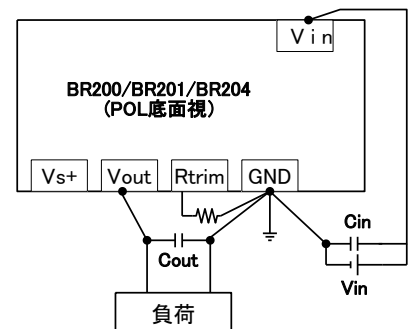 Vin
BR200/BR201/BR204
(POL底面視)
Vs+ Vout Rtrim GND
Cin
Cout
Vin
負荷